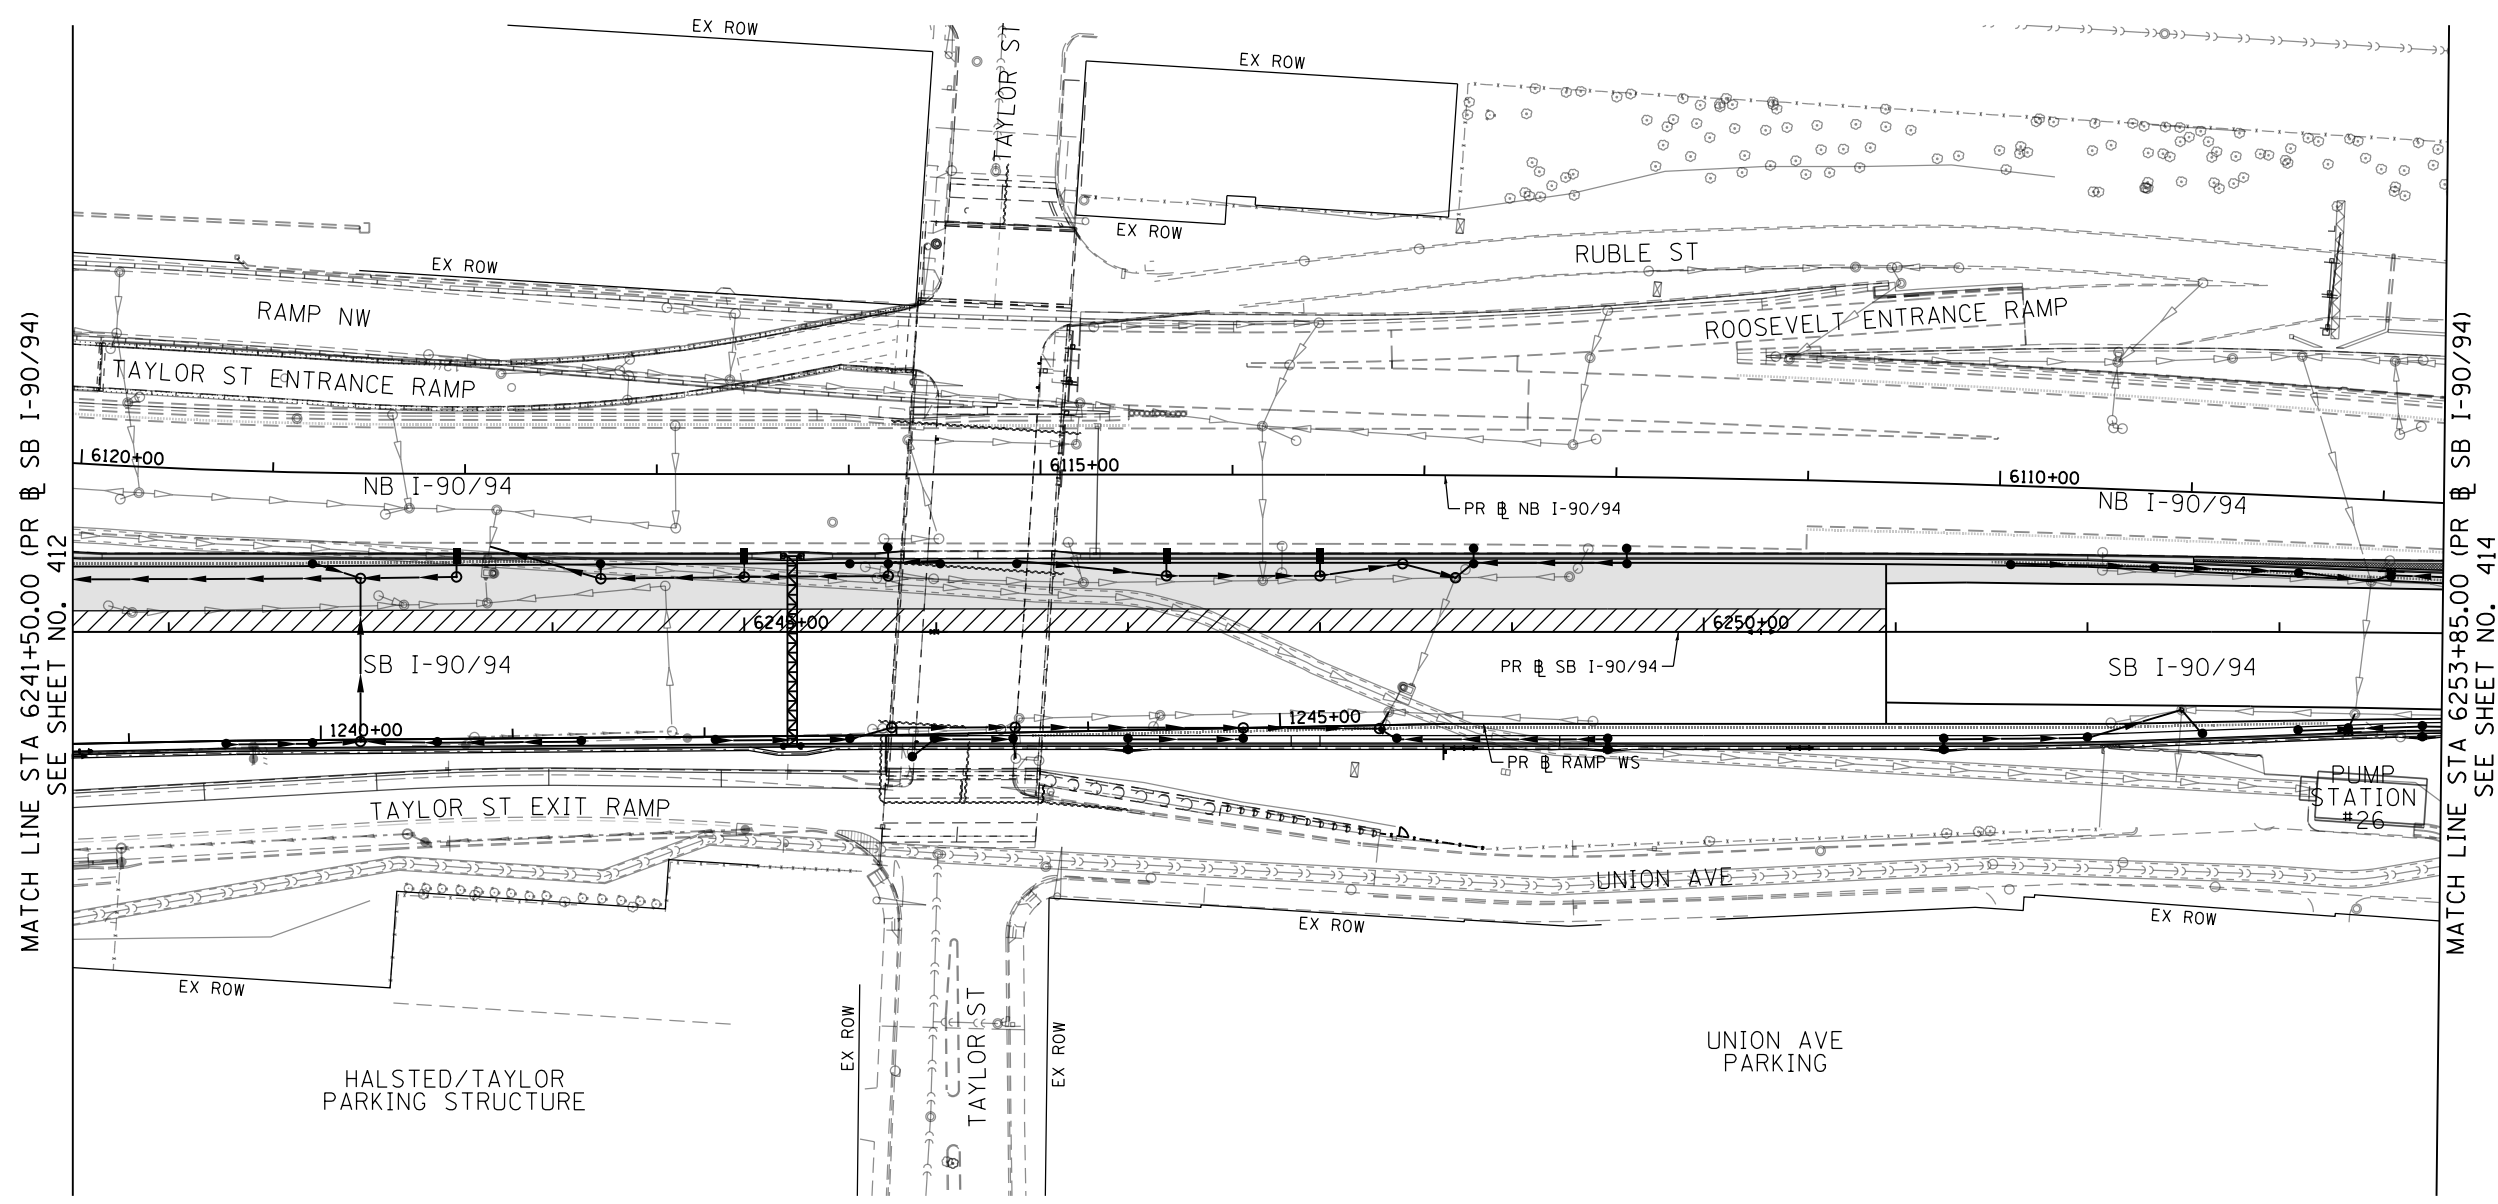 EX ROW
TAYLOR ST
EX ROW
EX ROW
EX ROW
RUBLE ST
RAMP NW
ROOSEVELT ENTRANCE RAMP
TAYLOR ST ENTRANCE RAMP
6120+00
6115+00
6110+00
NB I-90/94
PR BL NB I-90/94
NB I-90/94
MATCH LINE STA 6241+50.00 (PR BL SB I-90/94)
SEE SHEET NO. 412
MATCH LINE STA 6253+85.00 (PR BL SB I-90/94)
SEE SHEET NO. 414
6245+00
6250+00
SB I-90/94
PR BL SB I-90/94
SB I-90/94
1240+00
1245+00
PR BL RAMP WS
PUMP
STATION
#26
TAYLOR ST EXIT RAMP
UNION AVE
EX ROW
EX ROW
EX ROW
EX ROW
EX ROW
TAYLOR ST
UNION AVE
PARKING
HALSTED/TAYLOR
PARKING STRUCTURE